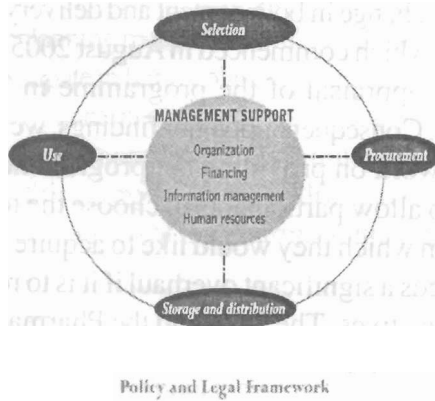 Selection
MANAGEMENT SUPPORT
Organization
Financing
Information management
Human resources
Use
Procurement
Storage and distribution
Policy and Legal Framework